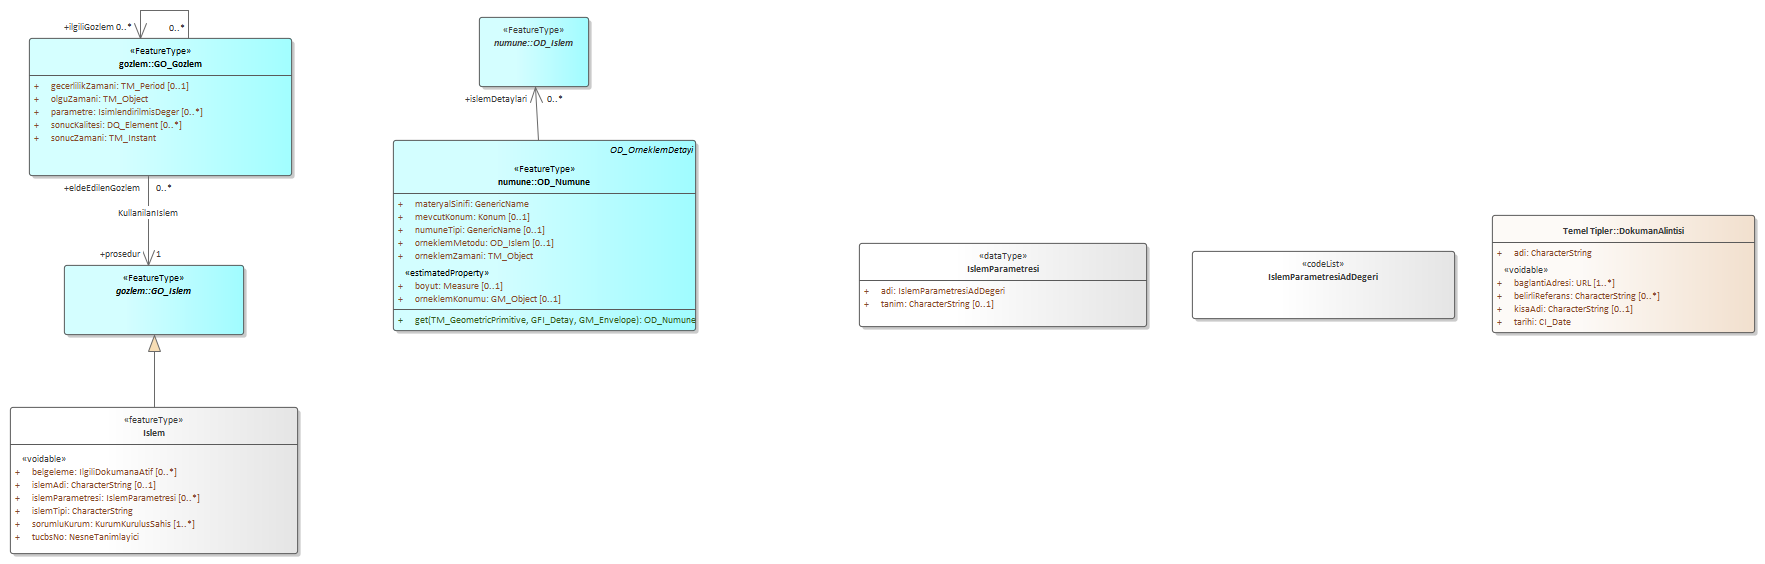 +ilgiliGozlem 0..*
0..*
«FeatureType»
gozlem::GO_Gozlem
+ gecerlilikZamani: TM_Period [0..1]
+ olguZamani: TM_Object
+ parametre: IsimlendirilmisDeger [0..*]
+ sonucKalitesi: DQ_Element [0..*]
+ sonucZamani: TM_Instant
+eldeEdilenGozlem 0..*
KullanilanIslem
+prosedur 1
«FeatureType»
gozlem::GO_Islem
«featureType»
Islem
«voidable»
+ belgeleme: IlgiliDokumanaAtif [0..*]
+ islemAdi: CharacterString [0..1]
+ islemParametresi: IslemParametresi [0..*]
+ islemTipi: CharacterString
+ sorumluKurum: KurumKurulusSahis [1..*]
+ tucbsNo: NesneTanimlayici
«FeatureType»
numune::OD_Islem
+islemDetaylari 0..*
OD_OrneklemDetayi
«FeatureType»
numune::OD_Numune
+ materyalSinifi: GenericName
+ mevcutKonum: Konum [0..1]
+ numuneTipi: GenericName [0..1]
+ orneklemMetodu: OD_Islem [0..1]
+ orneklemZamani: TM_Object
«estimatedProperty»
+ boyut: Measure [0..1]
+ orneklemKonumu: GM_Object [0..1]
+ get(TM_GeometricPrimitive, GFI_Detay, GM_Envelope): OD_Numune
«dataType»
IslemParametresi
+ adi: IslemParametresiAdDegeri
+ tanim: CharacterString [0..1]
«codeList»
IslemParametresiAdDegeri
Temel Tipler::DokumanAlintisi
+ adi: CharacterString
«voidable»
+ baglantiAdresi: URL [1..*]
+ belirliReferans: CharacterString [0..*]
+ kisaAdi: CharacterString [0..1]
+ tarihi: CI_Date